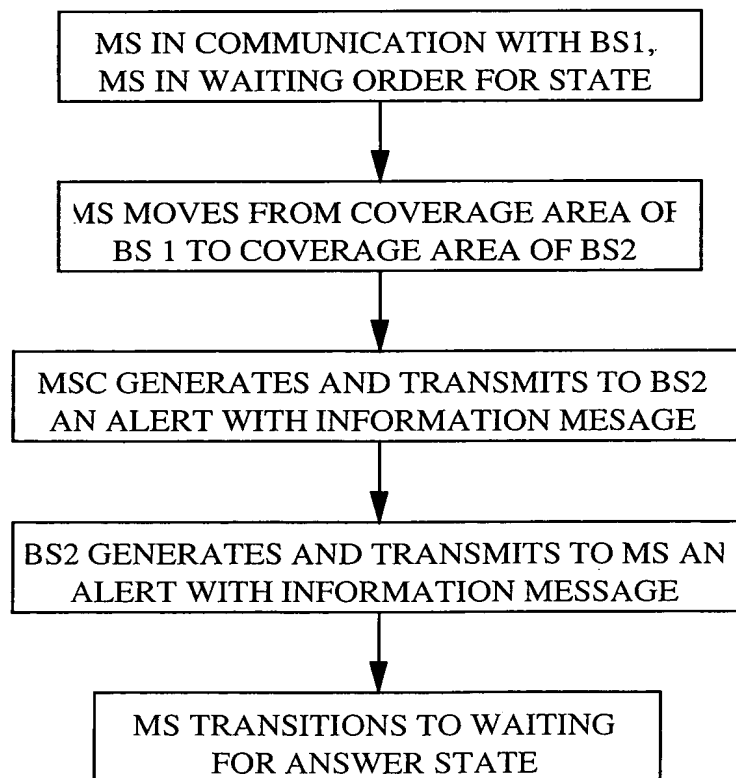 MS IN COMMUNICATION WITH BS1,
MS IN WAITING ORDER FOR STATE
MS MOVES FROM COVERAGE AREA OF
BS 1 TO COVERAGE AREA OF BS2
MSC GENERATES AND TRANSMITS TO BS2
AN ALERT WITH INFORMATION MESAGE
BS2 GENERATES AND TRANSMITS TO MS AN
ALERT WITH INFORMATION MESSAGE
MS TRANSITIONS TO WAITING
FOR ANSWER STATE